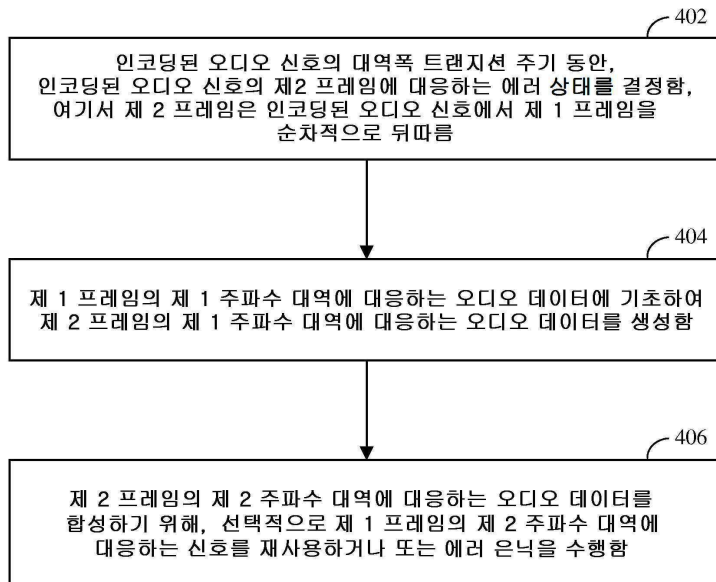 402
인코딩된 오디오 신호의 대역폭 트랜지션 주기 동안,
인코딩된 오디오 신호의 제2 프레임에 대응하는 에러 상태를 결정함,
여기서 제 2 프레임은 인코딩된 오디오 신호에서 제 1 프레임을
순차적으로 뒤따름
404
제 1 프레임의 제 1 주파수 대역에 대응하는 오디오 데이터에 기초하여
제 2 프레임의 제 1 주파수 대역에 대응하는 오디오 데이터를 생성함
406
제 2 프레임의 제 2 주파수 대역에 대응하는 오디오 데이터를
합성하기 위해, 선택적으로 제 1 프레임의 제 2 주파수 대역에
대응하는 신호를 재사용하거나 또는 에러 은닉을 수행함